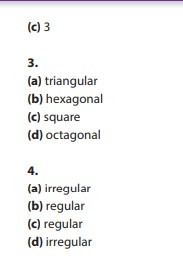 (c) 3
3.
(a) triangular
(b) hexagonal
(c) square
(d) octagonal
4.
(a) irregular
(b) regular
(c) regular
(d) irregular